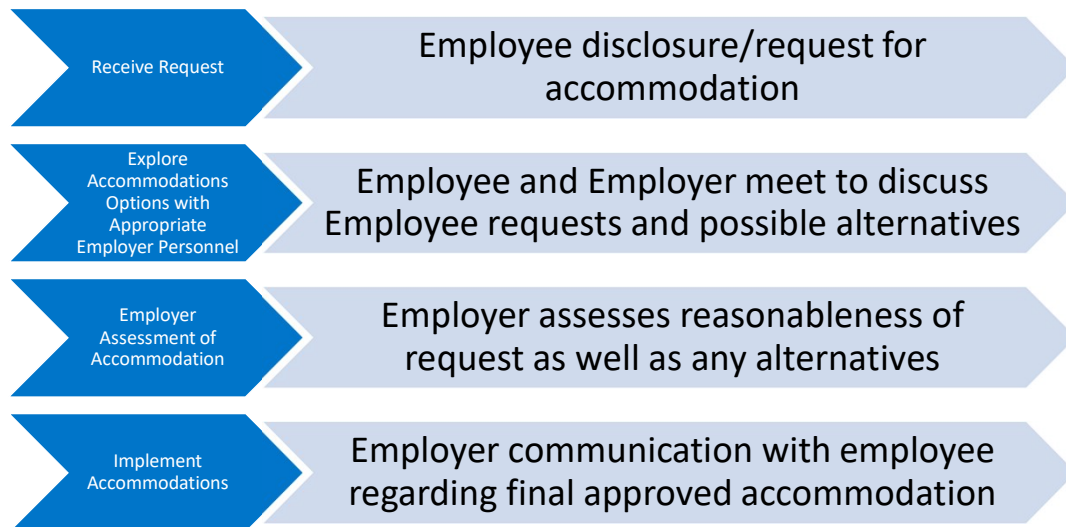 Receive Request
Employee disclosure/request for
accommodation
Explore
Accommodations
Options with
Appropriate
Employer Personnel
Employee and Employer meet to discuss
Employee requests and possible alternatives
Employer
Assessment of
Accommodation
Employer assesses reasonableness of
request as well as any alternatives
Implement
Accommodations
Employer communication with employee
regarding final approved accommodation